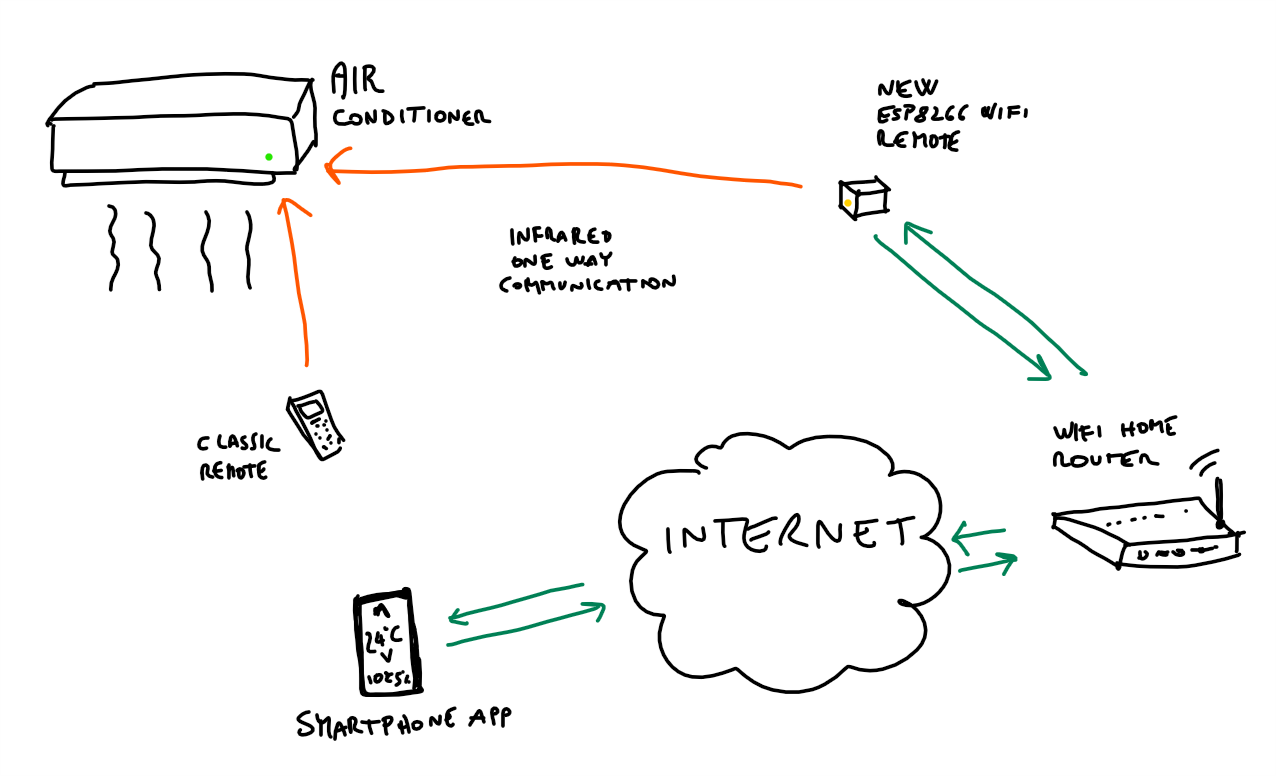 AIR
CONDITIONER
NEW
ESP8266 WIFI
REMOTE
INFRARED
ONE WAY
COMMUNICATION
CLASSIC
REMOTE
WIFI HOME
ROUTER
INTERNET
24°C
SMARTPHONE APP